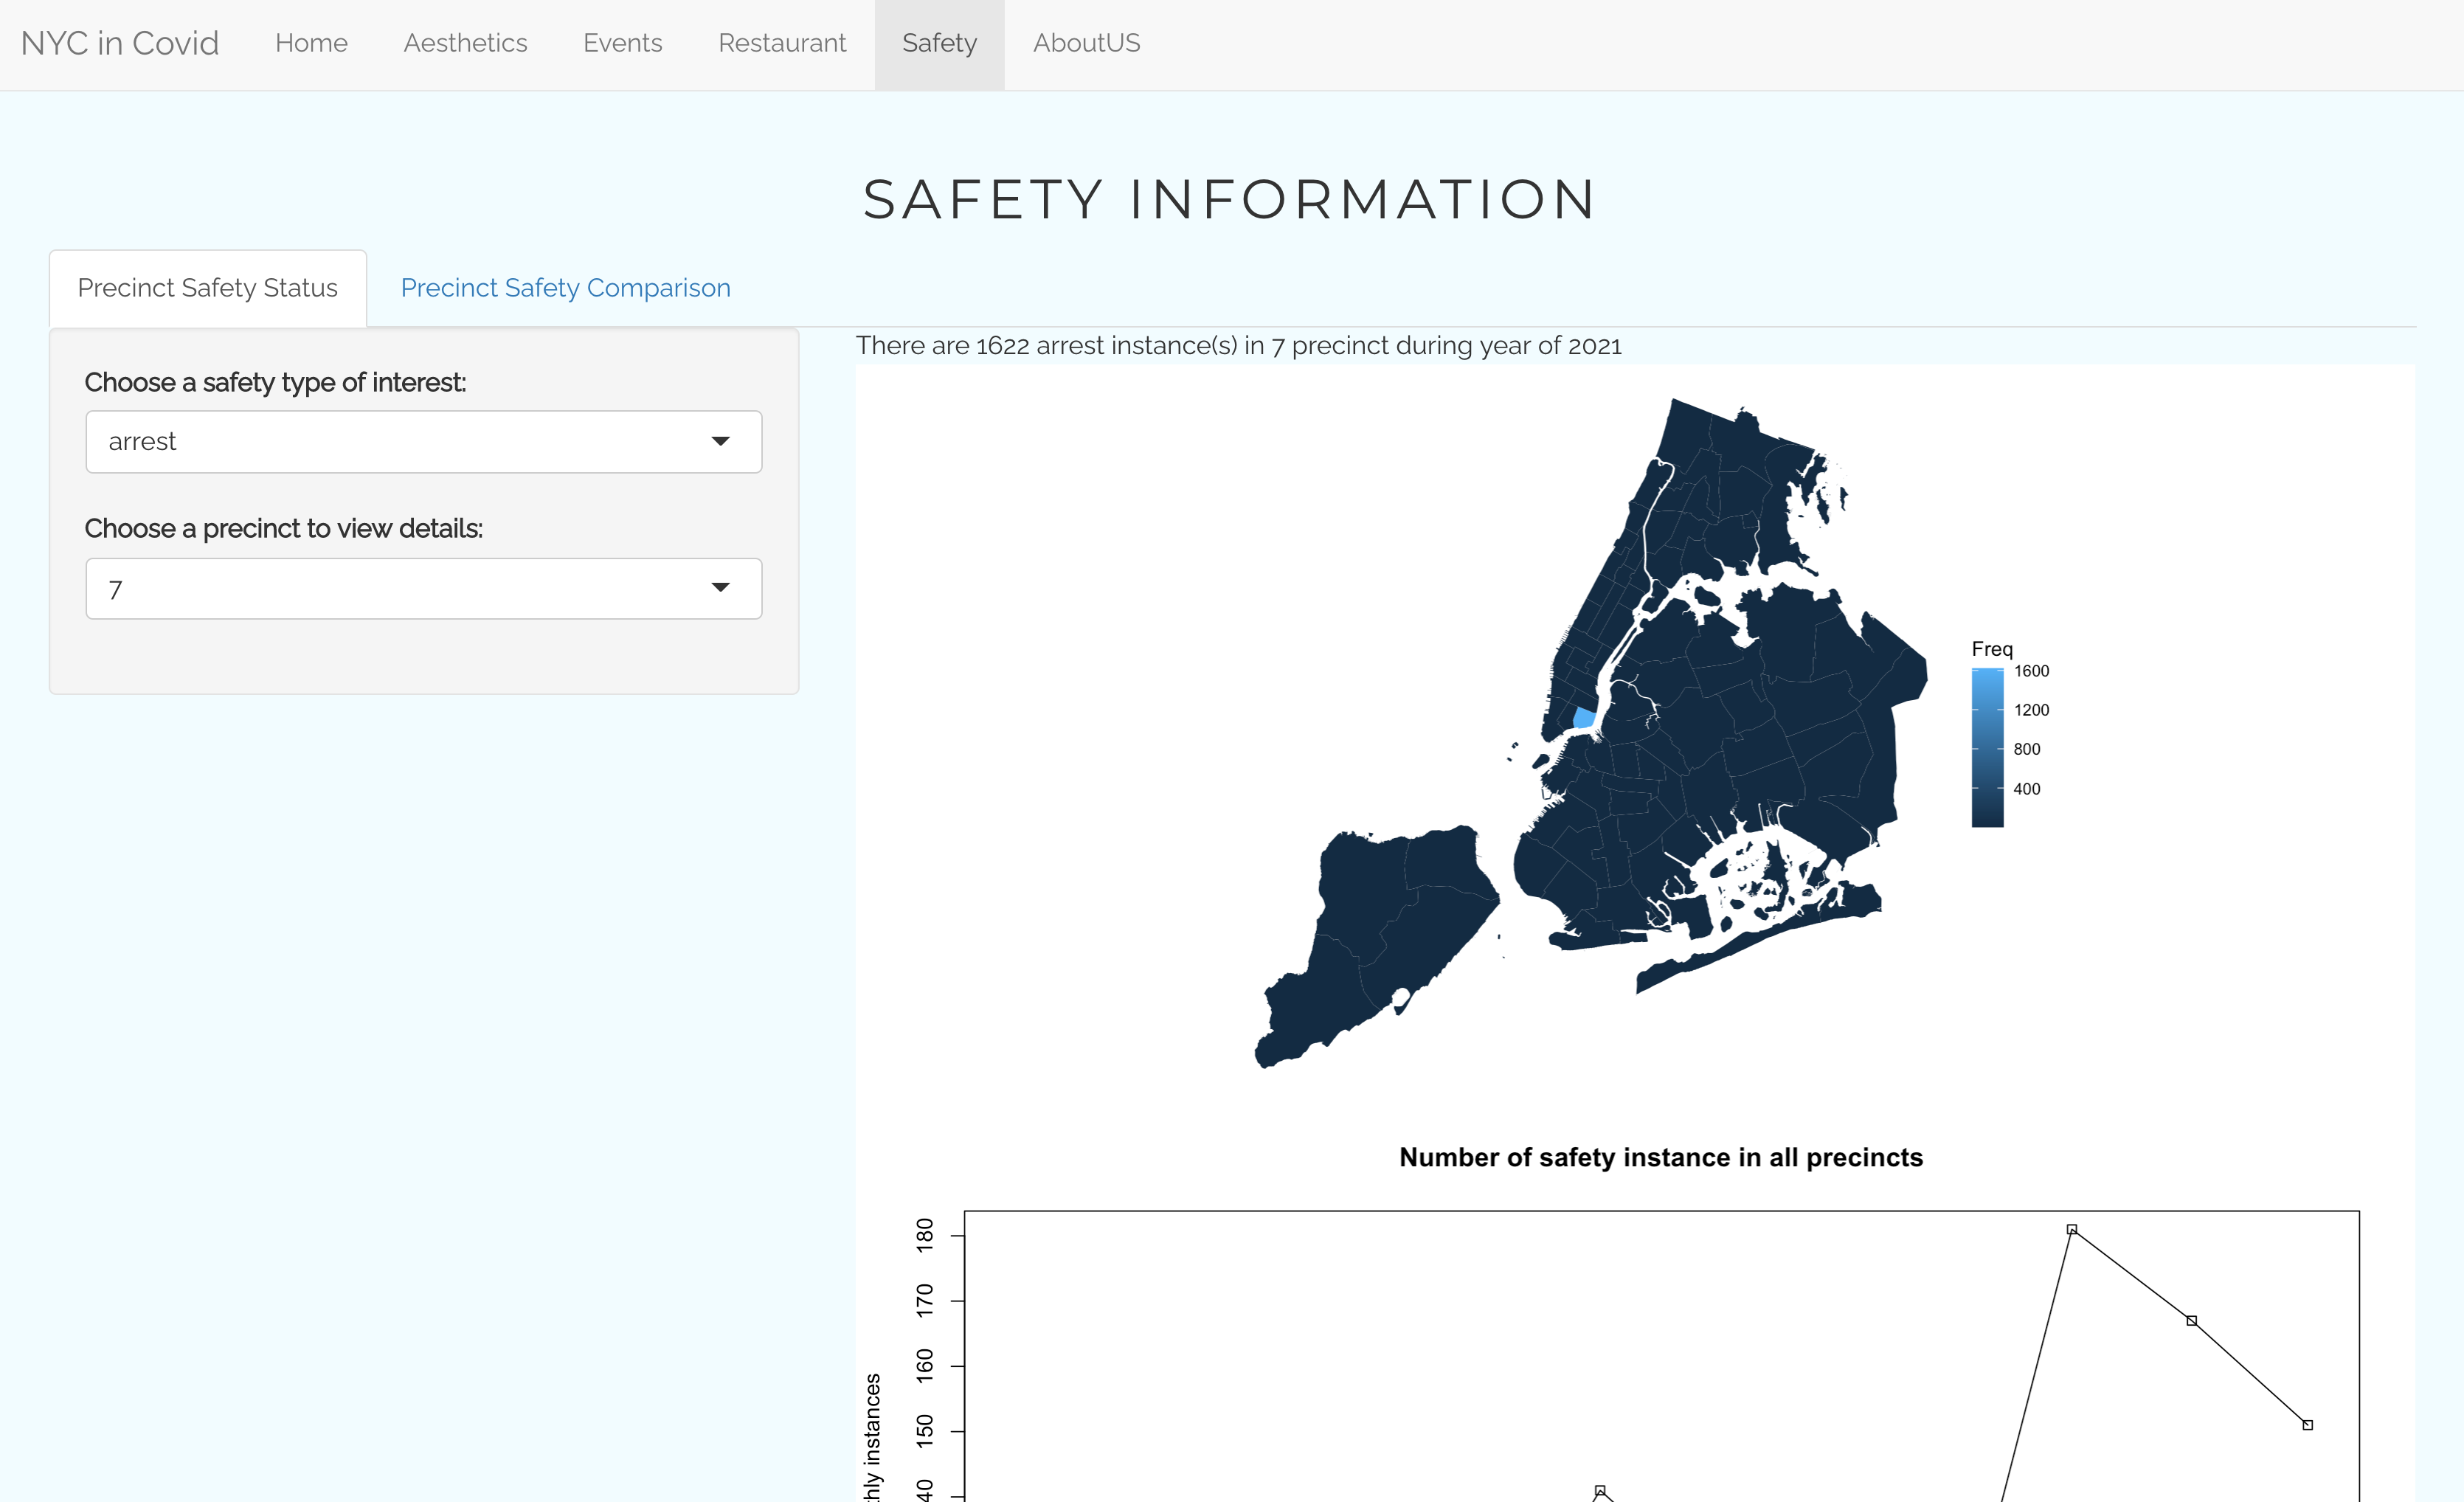 NYC in Covid Home Aesthetics Events Restaurant Safety AboutUS
SAFETY INFORMATION
Precinct Safety Status Precinct Safety Comparison
There are 1622 arrest instance(s) in 7 precinct during year of 2021
Choose a safety type of interest:
arrest
Choose a precinct to view details:
7
Freq
1600
1200
800
400
Number of safety instance in all precincts
180
170
160
150
instances